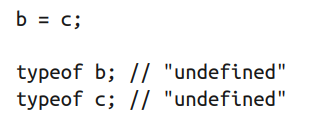 b = c;
typeof b; // "undefined"
typeof c; // "undefined"